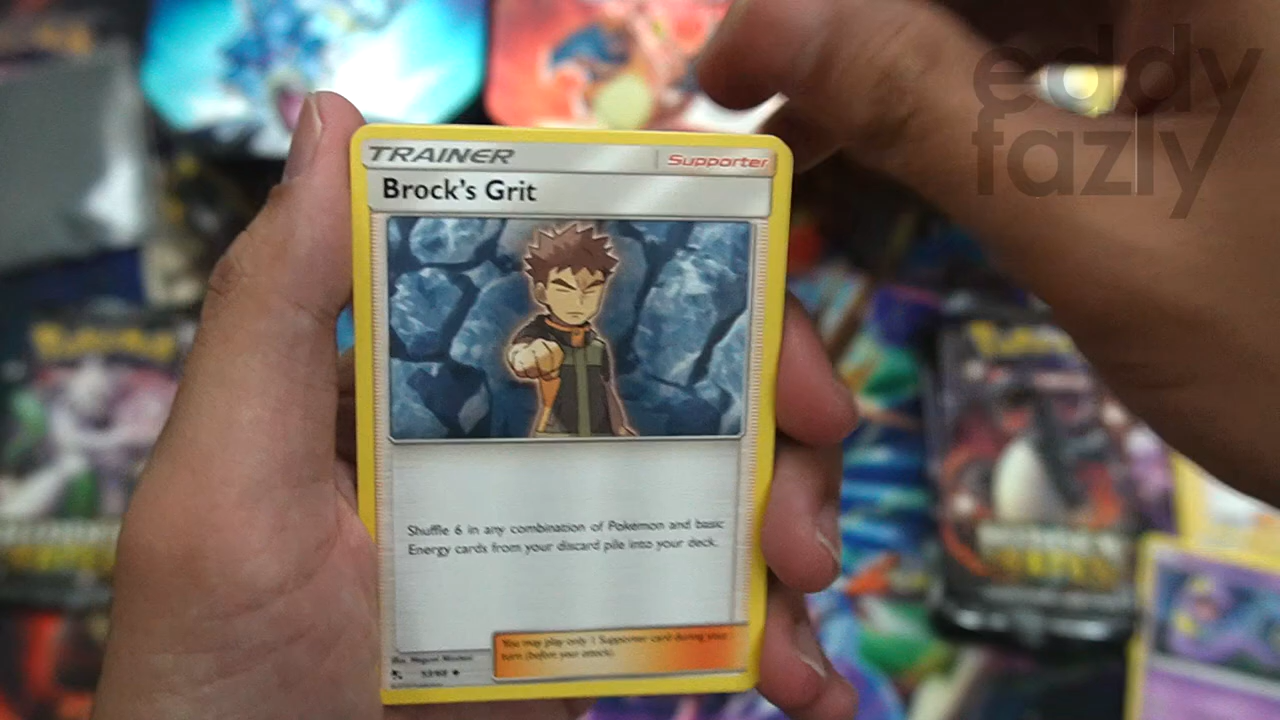 eddy
fazly
TRAINER
Supporter
Brock's Grit
Shuffle 6 in any combination of Pokémon and basic
Energy cards from your discard pile into your deck.
You may play only 1 Supporter card during your
turn (before your attack).